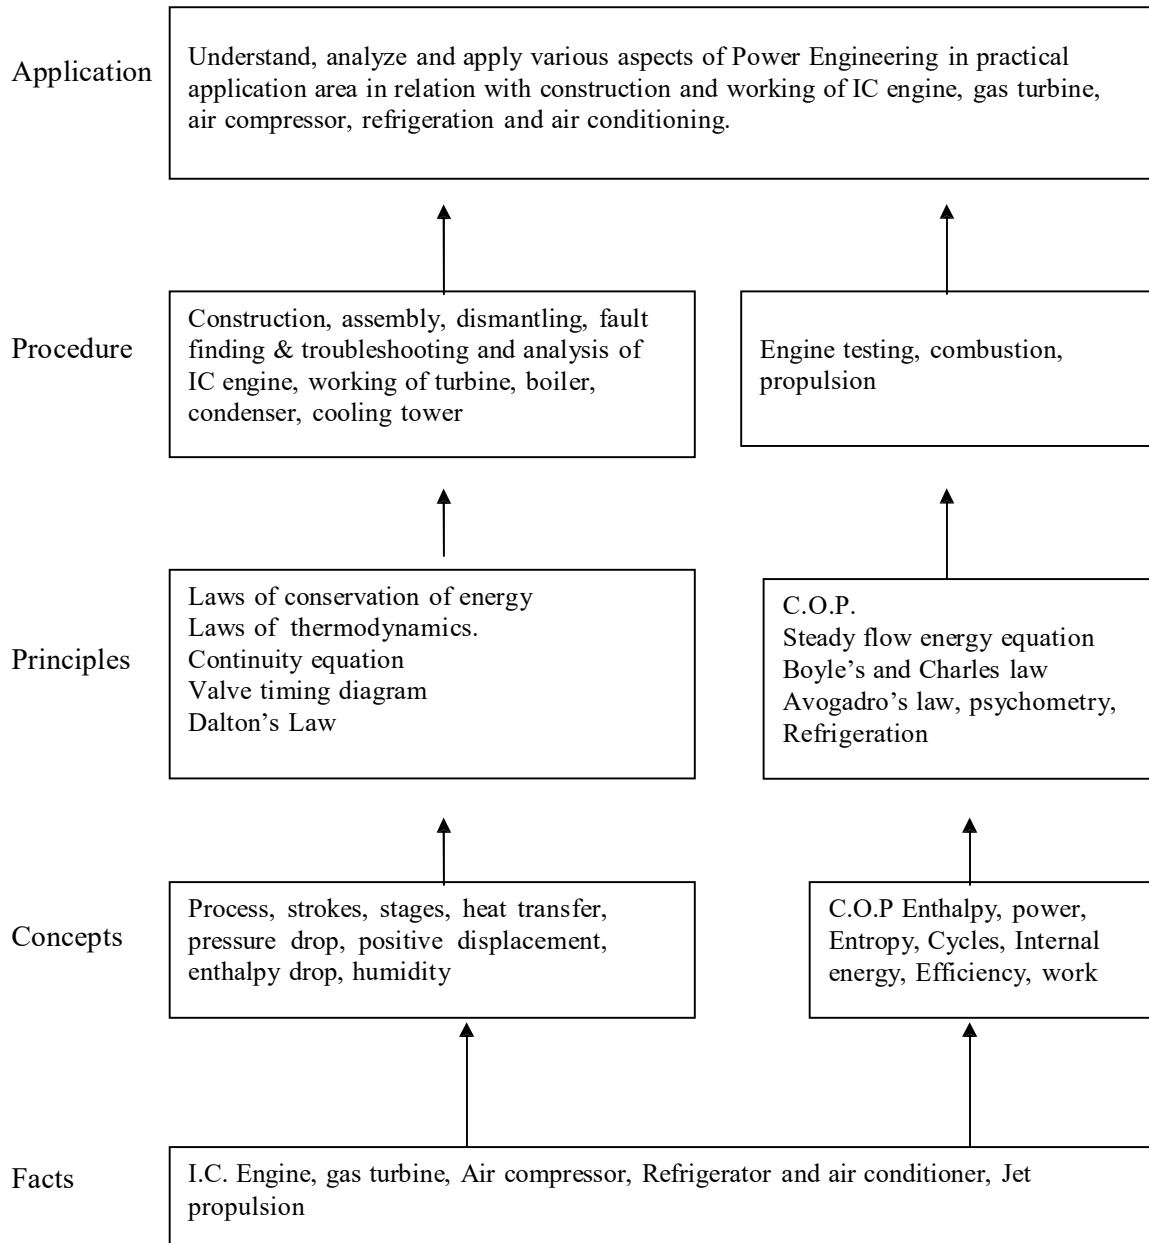 Application
Understand, analyze and apply various aspects of Power Engineering in practical
application area in relation with construction and working of IC engine, gas turbine,
air compressor, refrigeration and air conditioning.
Procedure
Construction, assembly, dismantling, fault
finding & troubleshooting and analysis of
IC engine, working of turbine, boiler,
condenser, cooling tower
Engine testing, combustion,
propulsion
Principles
Laws of conservation of energy
Laws of thermodynamics.
Continuity equation
Valve timing diagram
Dalton’s Law
C.O.P.
Steady flow energy equation
Boyle’s and Charles law
Avogadro’s law, psychometry,
Refrigeration
Concepts
Process, strokes, stages, heat transfer,
pressure drop, positive displacement,
enthalpy drop, humidity
C.O.P Enthalpy, power,
Entropy, Cycles, Internal
energy, Efficiency, work
Facts
I.C. Engine, gas turbine, Air compressor, Refrigerator and air conditioner, Jet
propulsion